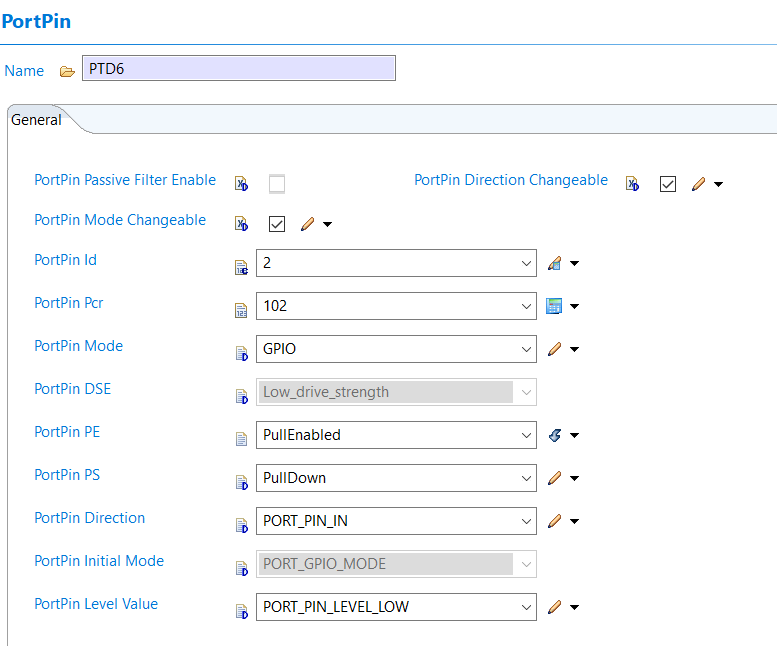 PortPin
Name PTD6
General
PortPin Passive Filter Enable PortPin Direction Changeable
PortPin Mode Changeable
PortPin Id 2
PortPin Pcr 102
PortPin Mode GPIO
PortPin DSE Low_drive_strength
PortPin PE PullEnabled
PortPin PS PullDown
PortPin Direction PORT_PIN_IN
PortPin Initial Mode PORT_GPIO_MODE
PortPin Level Value PORT_PIN_LEVEL_LOW